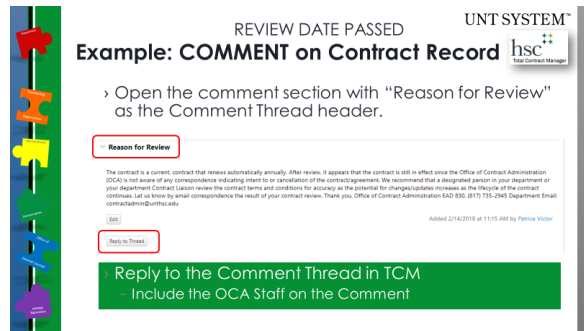 UNT SYSTEM™
REVIEW DATE PASSED
Example: COMMENT on Contract Record
hsc
Total Contract Manager
› Open the comment section with “Reason for Review”
as the Comment Thread header.
Reason for Review
The contract is a current, contract that renews automatically annually. After review, it appears that the contract is still in effect since the Office of Contract Administration
(OCA) is not aware of any correspondence indicating intent to or cancellation of the contract/agreement. We recommend that a designated person in your department or
your department Contract Liaison review the contract terms and conditions for accuracy as the potential for changes/updates increases as the lifecycle of the contract
continues. Let us know by email correspondence the result of your contract review. Thank you. Office of Contract Administration EAD 830. (817) 735-2945 Department Email:
contractadmin@unthsc.edu
Edit
Added 2/14/2018 at 11:15 AM by Patrice Victor
Reply to Thread
› Reply to the Comment Thread in TCM
– Include the OCA Staff on the Comment